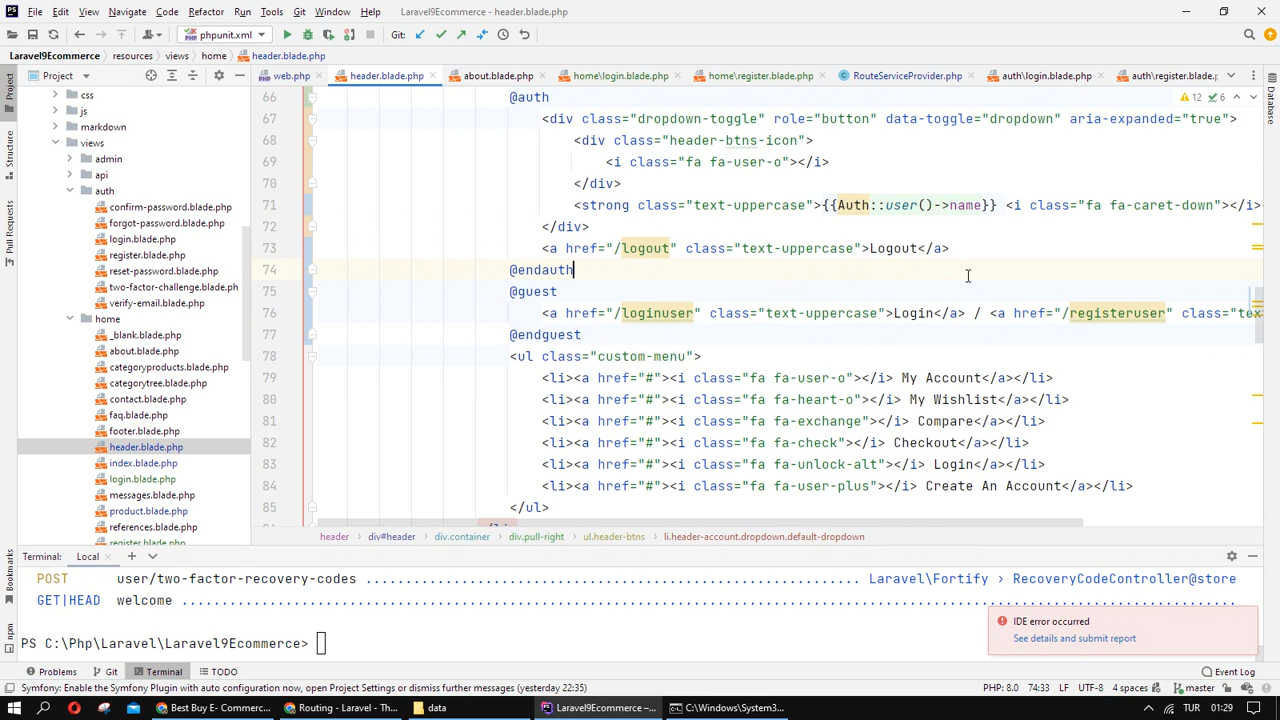 File Edit View Navigate Code Refactor Run Tools Git Window Help Laravel9Ecommerce - header.blade.php
phpunit.xml Git:
Laravel9Ecommerce resources views home header.blade.php
Project web.php header.blade.php about.blade.php home\login.blade.php home\register.blade.php RouteServiceProvider.php auth\login.blade.php auth\register.blade.
css
js
markdown
views
admin
api
auth
confirm-password.blade.php
forgot-password.blade.php
login.blade.php
register.blade.php
reset-password.blade.php
two-factor-challenge.blade.ph
verify-email.blade.php
home
_blank.blade.php
about.blade.php
categoryproducts.blade.php
categorytree.blade.php
contact.blade.php
faq.blade.php
footer.blade.php
header.blade.php
index.blade.php
login.blade.php
messages.blade.php
product.blade.php
references.blade.php
register.blade.php
Project
Structure
Pull Requests
Bookmarks
npm
Database
12 6
66 @auth
67 <div class="dropdown-toggle" role="button" data-toggle="dropdown" aria-expanded="true">
68 <div class="header-btns-icon">
69 <i class="fa fa-user-o"></i>
70 </div>
71 <strong class="text-uppercase">{{Auth::user()->name}} <i class="fa fa-caret-down"></i>
72 </div>
73 <a href="/logout" class="text-uppercase">Logout</a>
74 @endauth
75 @guest
76 <a href="/loginuser" class="text-uppercase">Login</a> / <a href="/registeruser" class="tex
77 @endguest
78 <ul class="custom-menu">
79 <li><a href="#"><i class="fa fa-user-o"></i> My Account</a></li>
80 <li><a href="#"><i class="fa fa-heart-o"></i> My Wishlist</a></li>
81 <li><a href="#"><i class="fa fa-exchange"></i> Compare</a></li>
82 <li><a href="#"><i class="fa fa-check"></i> Checkout</a></li>
83 <li><a href="#"><i class="fa fa-Unlock-alt"></i> Login</a></li>
84 <li><a href="#"><i class="fa fa-user-plus"></i> Create An Account</a></li>
85 </ul>
header div#header div.container div.pull-right ul.header-btns li.header-account.dropdown.default-dropdown
Terminal: Local
POST user/two-factor-recovery-codes .............................................................. Laravel\Fortify › RecoveryCodeController@store
GET|HEAD welcome ....................................................................................................................................
PS C:\Php\Laravel\Laravel9Ecommerce>
IDE error occurred
See details and submit report
Problems Git Terminal TODO Event Log
Symfony: Enable the Symfony Plugin with auto configuration now, open Project Settings or dismiss further messages (yesterday 22:35) PHP: 8.0 74:33 LF UTF-8 4 spaces master
Best Buy E- Commerc... Routing - Laravel - Th... data Laravel9Ecommerce –... C:\Windows\System3... TUR 01:29